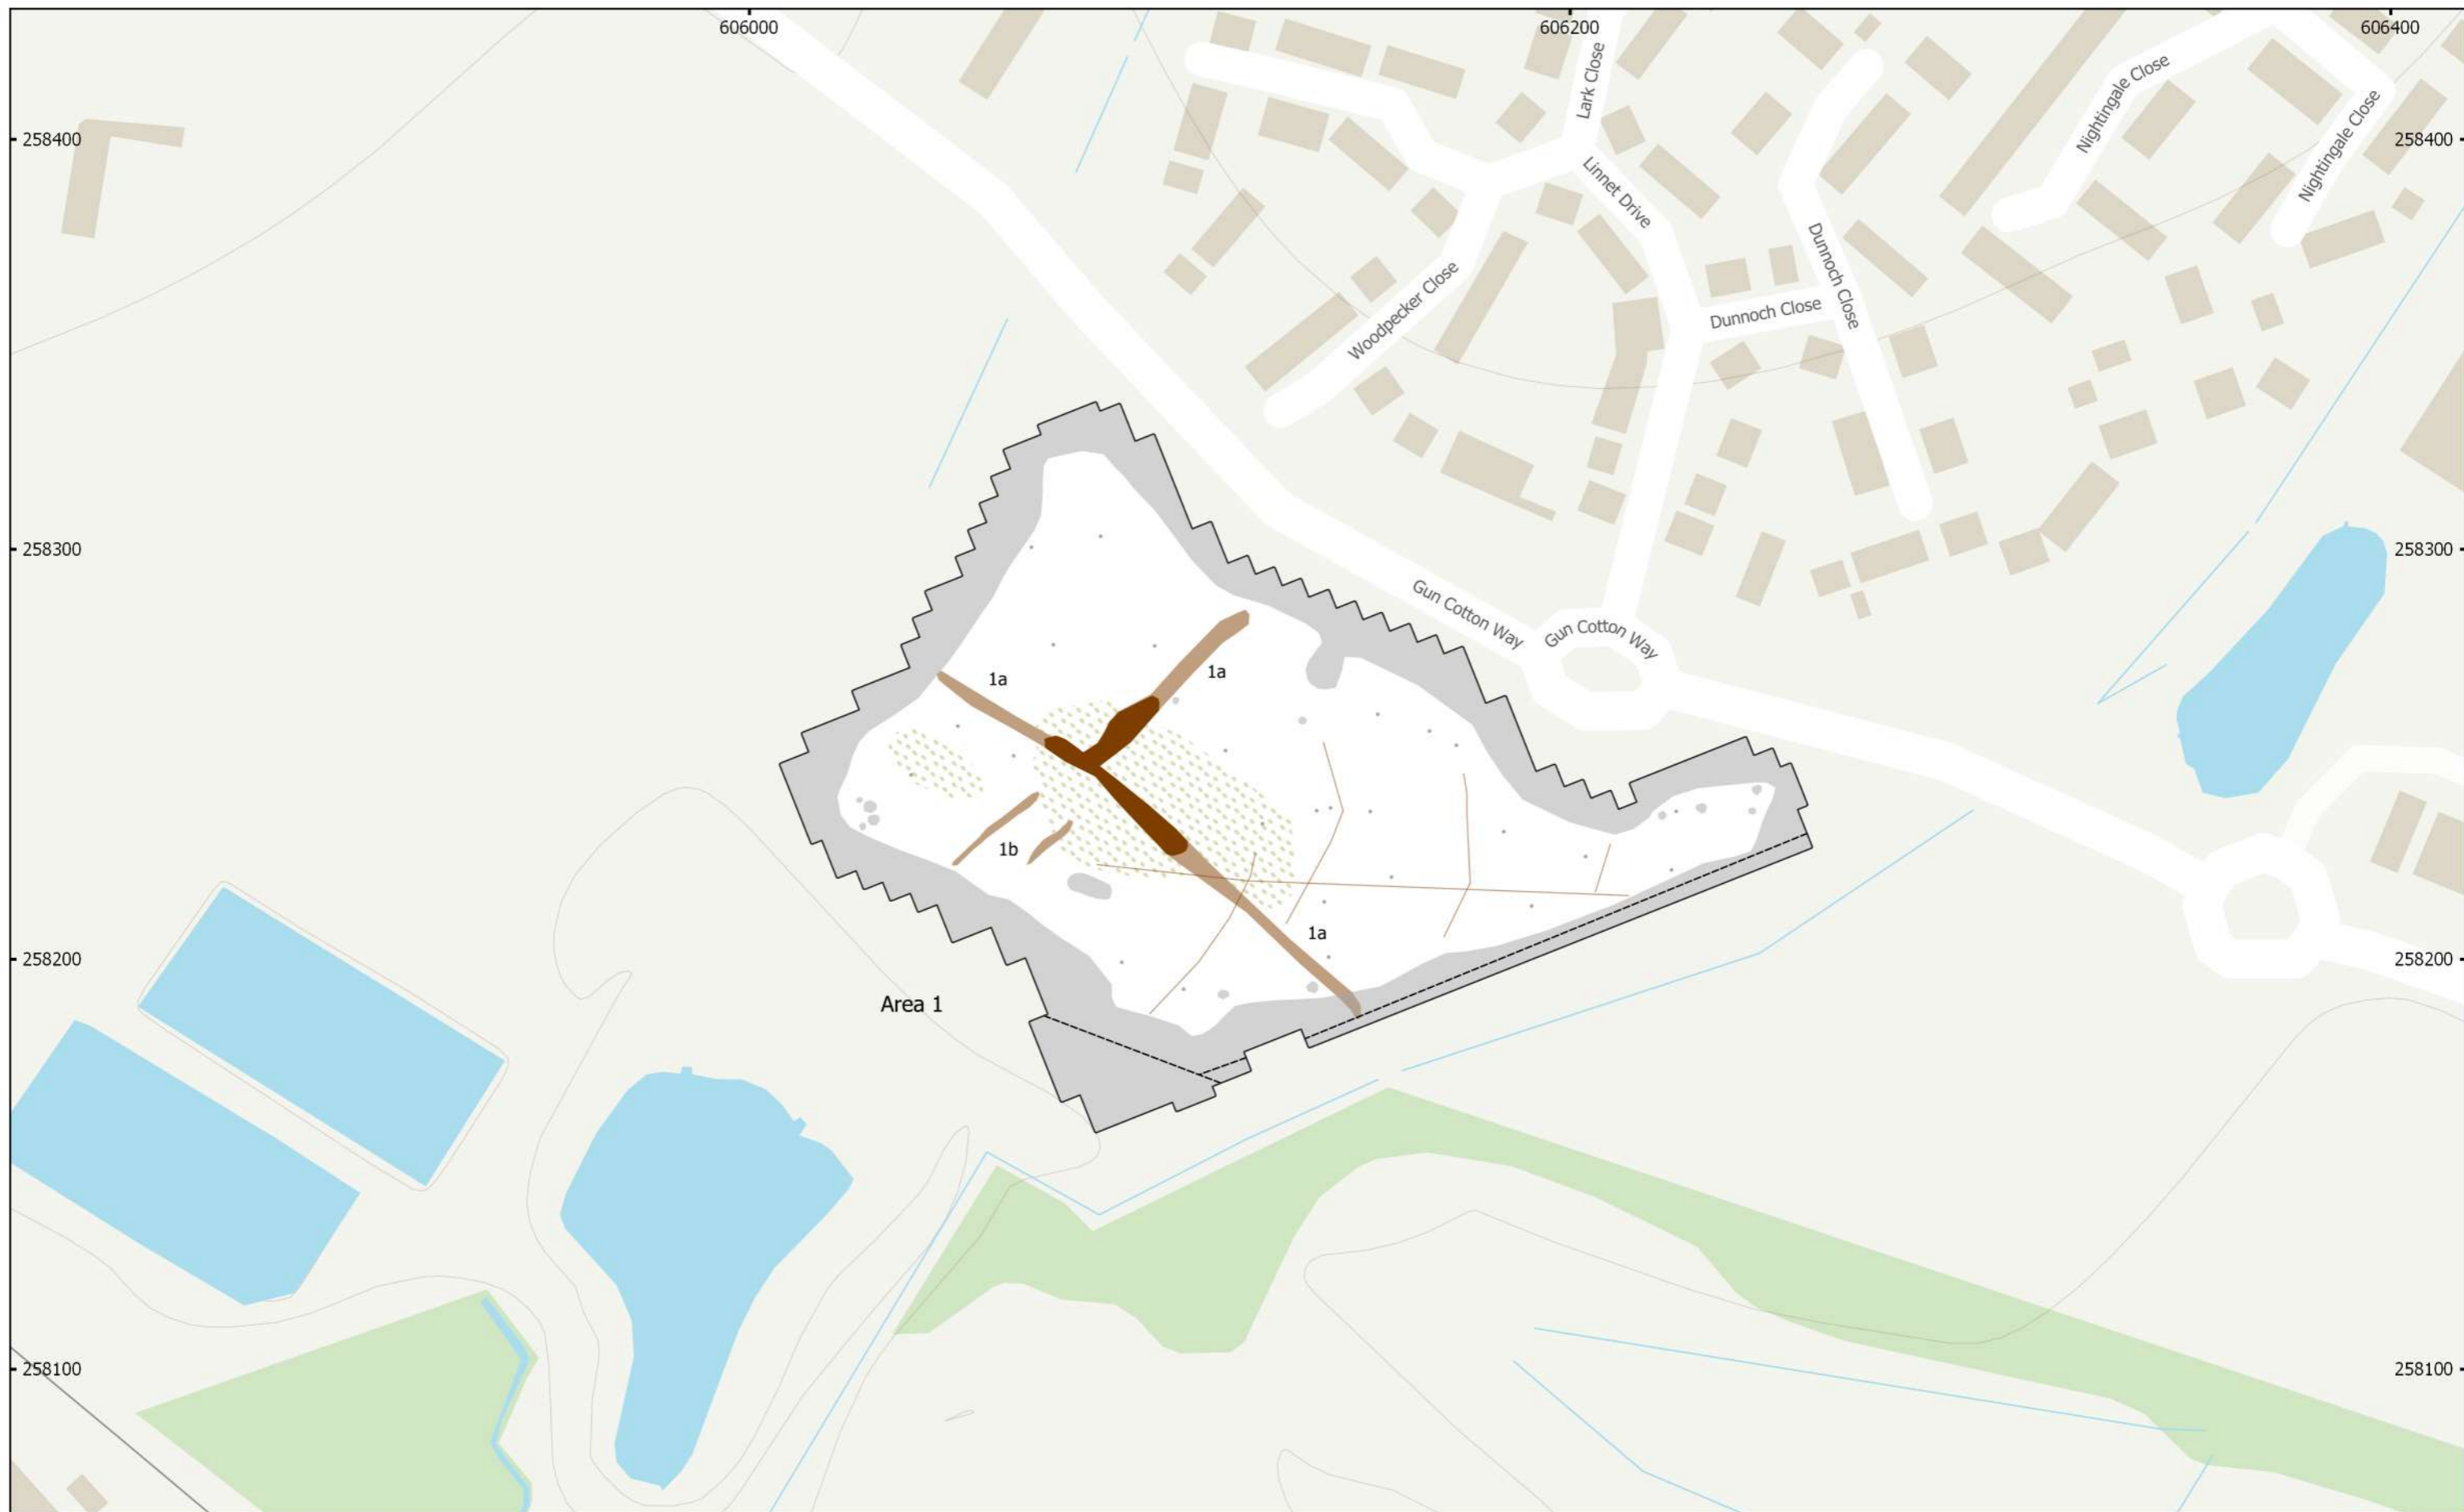 606000
606200
606400
Lark Close
Nightingale Close
Nightingale Close
258400
258400
Linnet Drive
Woodpecker Close
Dunnoch Close
Dunnoch Close
258300
258300
Gun Cotton Way
Gun Cotton Way
1a
1a
1b
1a
258200
258200
Area 1
258100
258100